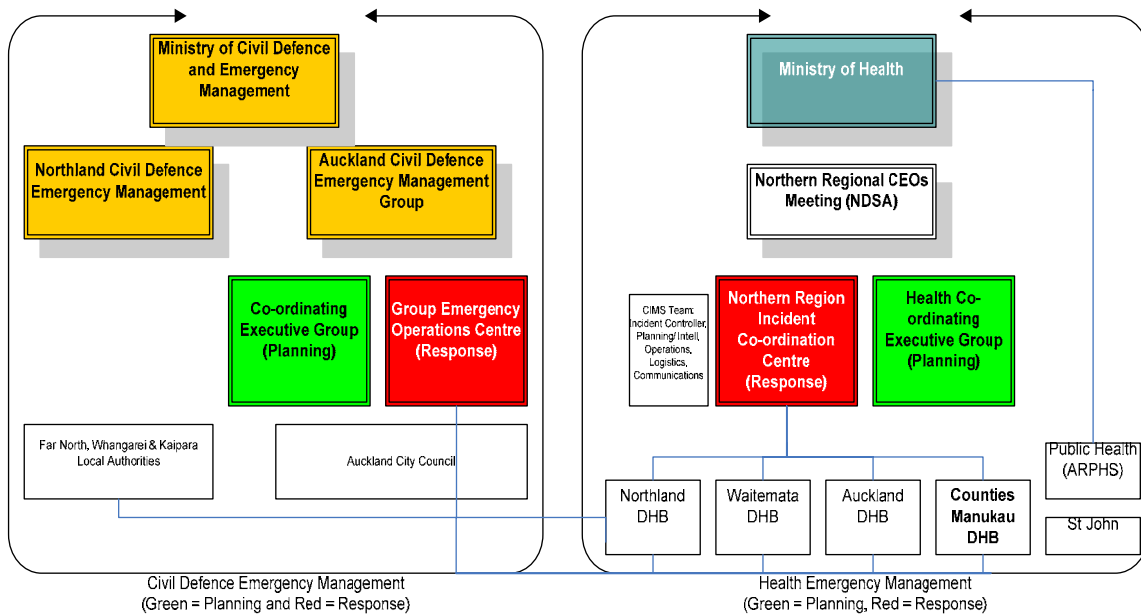 Ministry of Civil Defence
and Emergency
Management
Northland Civil Defence
Emergency Management
Auckland Civil Defence
Emergency Management
Group
Co-ordinating
Executive Group
(Planning)
Group Emergency
Operations Centre
(Response)
Far North, Whangarei & Kaipara
Local Authorities
Auckland City Council
Civil Defence Emergency Management
(Green = Planning and Red = Response)
Ministry of Health
Northern Regional CEOs
Meeting (NDSA)
CIMS Team:
Incident Controller,
Planning/ Intell,
Operations,
Logistics,
Communications
Northern Region
Incident
Co-ordination
Centre
(Response)
Health Co-
ordinating
Executive Group
(Planning)
Northland
DHB
Waitemata
DHB
Auckland
DHB
Counties
Manukau
DHB
Public Health
(ARPHS)
St John
Health Emergency Management
(Green = Planning, Red = Response)